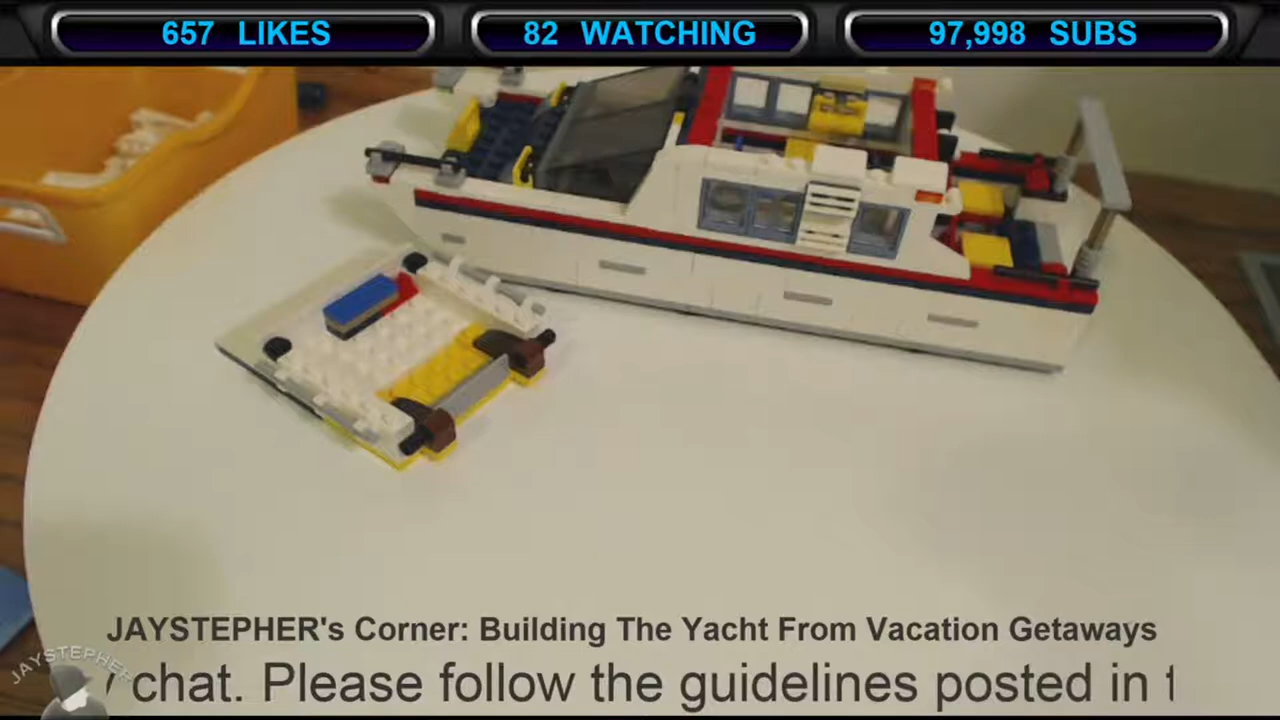 657 LIKES
82 WATCHING
97,998 SUBS
JAYSTEPHER's Corner: Building The Yacht From Vacation Getaways
chat. Please follow the guidelines posted in
JAYSTEPHER